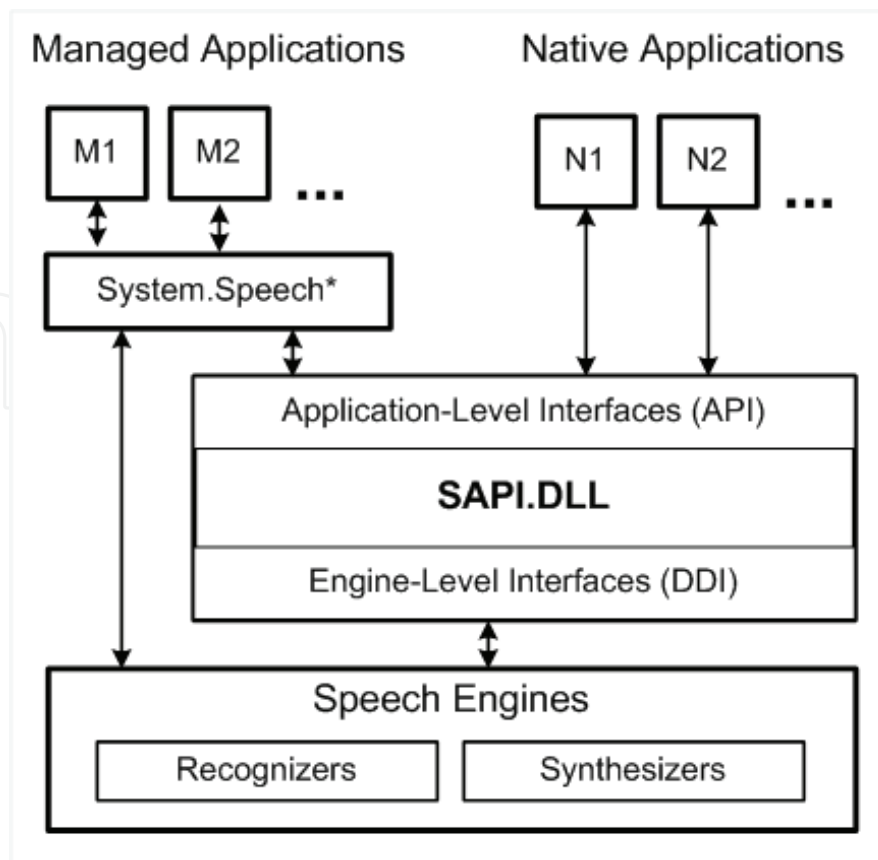 Managed Applications
Native Applications
M1
M2
...
N1
N2
...
System.Speech*
Application-Level Interfaces (API)
SAPI.DLL
Engine-Level Interfaces (DDI)
Speech Engines
Recognizers
Synthesizers